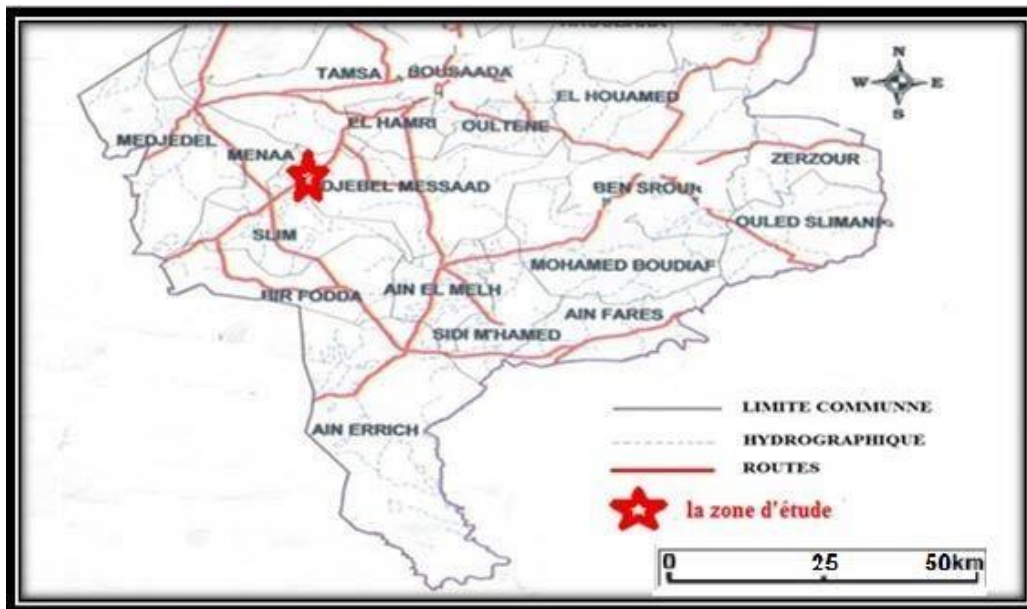 TAMSA
BOUSAADA
EL HOUAMED
EL HAMRI
OULTENE
MEDJEDEL
MENAA
ZERZOUR
DJEBEL MESSAAD
BEN SROUR
OULED SLIMANE
SLIM
MOHAMED BOUDIAF
BIR FODDA
AIN EL MELH
AIN FARES
SIDI M'HAMED
AIN ERRICH
N
W
E
S
LIMITE COMMUNNE
HYDROGRAPHIQUE
ROUTES
la zone d'étude
0 25 50km